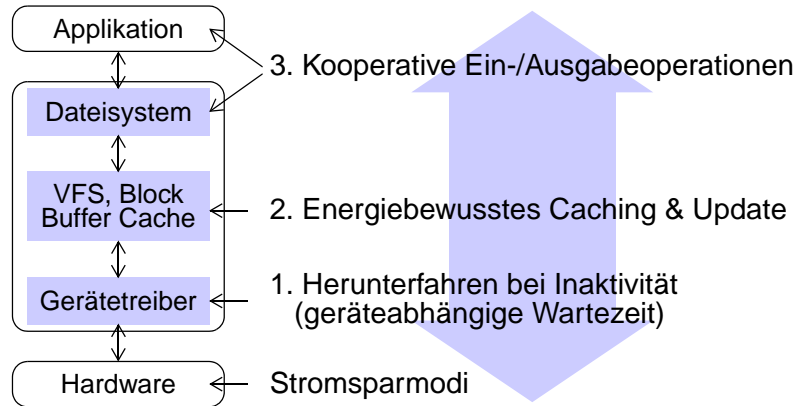 Applikation
3. Kooperative Ein-/Ausgabeoperationen
Dateisystem
VFS, Block
Buffer Cache
2. Energiebewusstes Caching & Update
Gerätetreiber
1. Herunterfahren bei Inaktivität
(geräteabhängige Wartezeit)
Hardware
Stromsparmodi